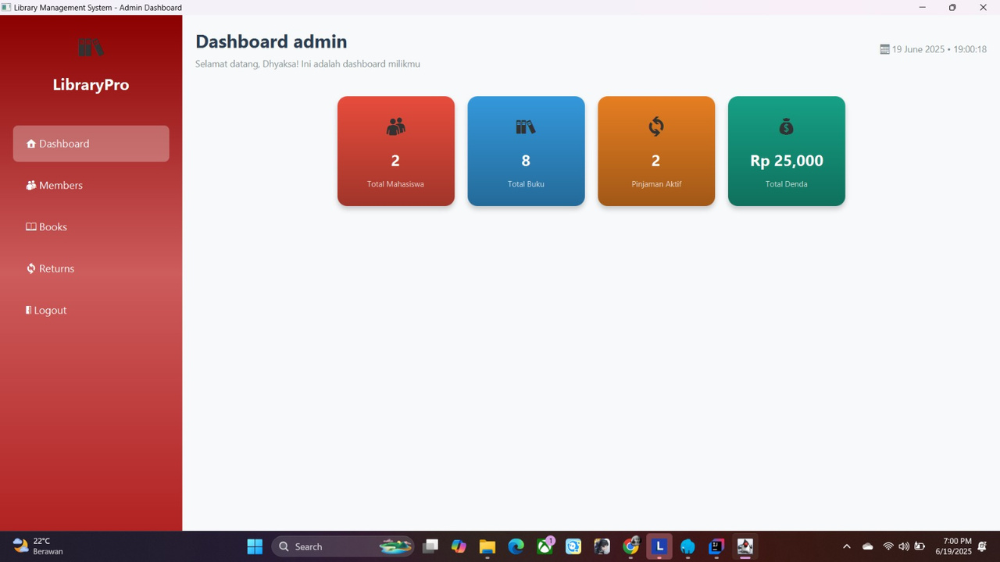 Library Management System - Admin Dashboard
LibraryPro
Dashboard
Members
Books
Returns
Logout
Dashboard admin
Selamat datang, Dhyaksa! Ini adalah dashboard milikmu
19 June 2025 • 19:00:18
2
Total Mahasiswa
8
Total Buku
2
Pinjaman Aktif
Rp 25,000
Total Denda
22°C
Berawan
Search
1
L
7:00 PM
6/19/2025